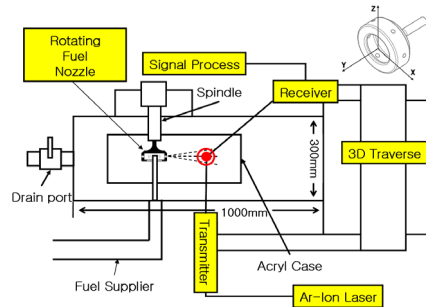 Rotating
Fuel
Nozzle
Signal Process
Spindle
Receiver
Z
Y
X
3D Traverse
300mm
Drain port
1000mm
Transmitter
Acryl Case
Fuel Supplier
Ar-Ion Laser